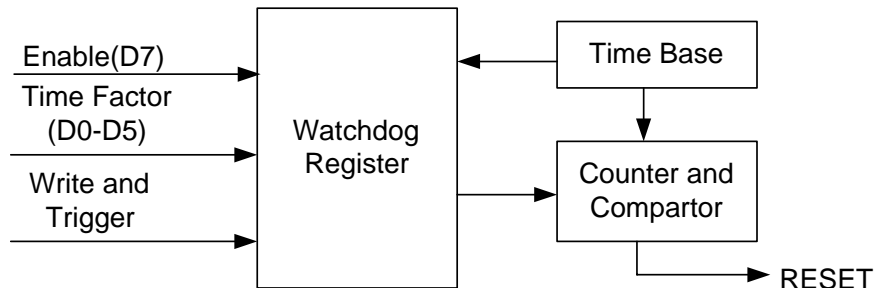 Enable(D7)
Time Factor
(D0-D5)
Write and
Trigger
Watchdog
Register
Time Base
Counter and
Compartor
RESET